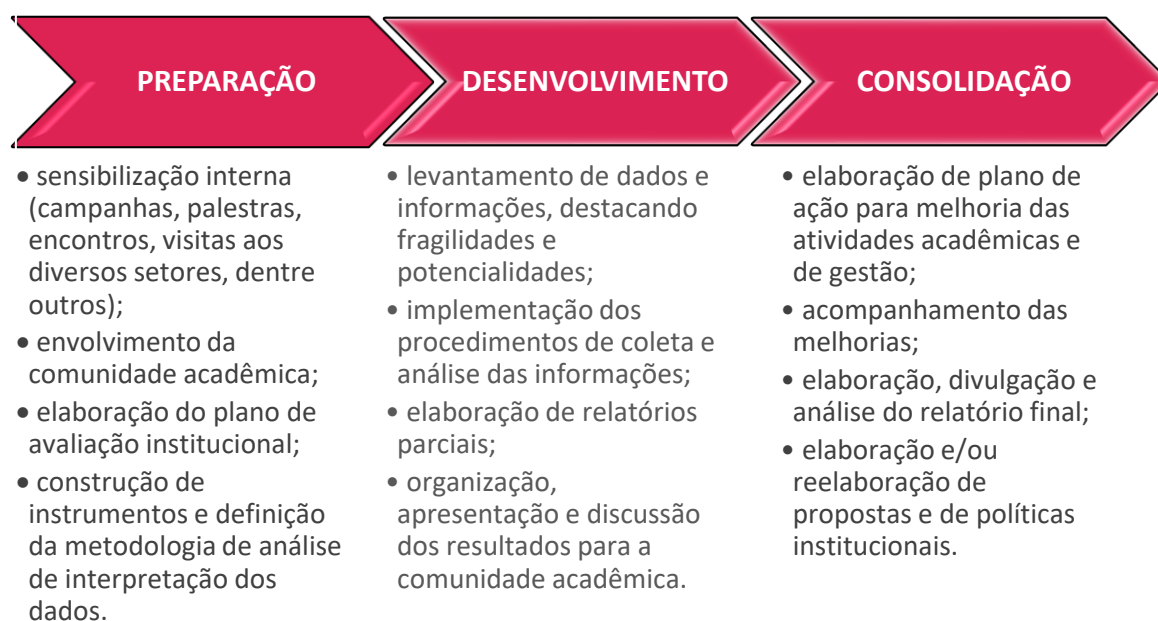 PREPARAÇÃO
• sensibilização interna
(campanhas, palestras,
encontros, visitas aos
diversos setores, dentre
outros);
• envolvimento da
comunidade acadêmica;
• elaboração do plano de
avaliação institucional;
• construção de
instrumentos e definição
da metodologia de análise
de interpretação dos
dados.
DESENVOLVIMENTO
• levantamento de dados e
informações, destacando
fragilidades e
potencialidades;
• implementação dos
procedimentos de coleta e
análise das informações;
• elaboração de relatórios
parciais;
• organização,
apresentação e discussão
dos resultados para a
comunidade acadêmica.
CONSOLIDAÇÃO
• elaboração de plano de
ação para melhoria das
atividades acadêmicas e
de gestão;
• acompanhamento das
melhorias;
• elaboração, divulgação e
análise do relatório final;
• elaboração e/ou
reelaboração de
propostas e de políticas
institucionais.